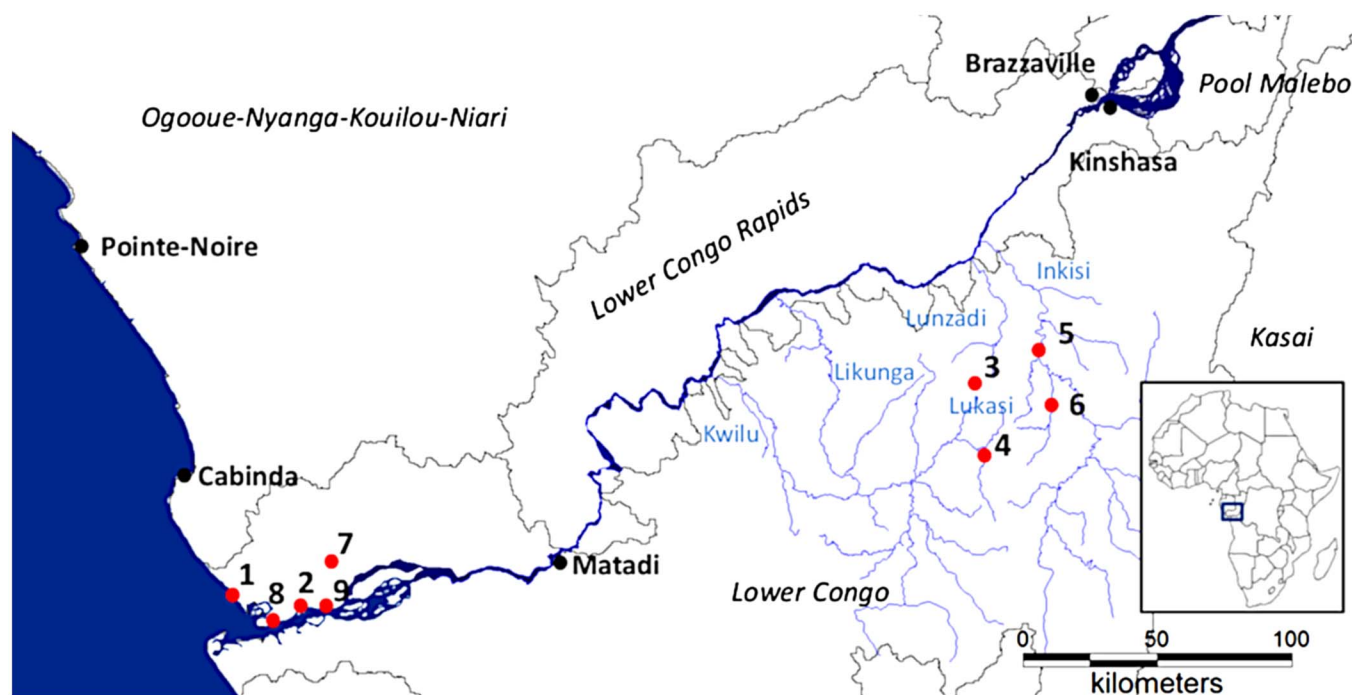 Brazzaville
Pool Malebo
Ogooue-Nyanga-Kouilou-Niari
Kinshasa
Lower Congo Rapids
Pointe-Noire
Inkisi
Lunzadi
5
Kasai
3
Likunga
Lukasi
6
Kwilu
4
Cabinda
7
Matadi
1
8
2
9
Lower Congo
0
50
100
kilometers